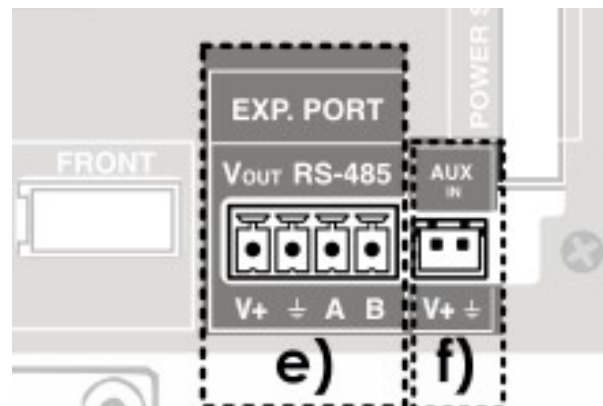 POWER S
EXP. PORT
FRONT
VOUT RS-485
AUX
IN
V+ ⏚ A B
V+ ⏚
e)
f)